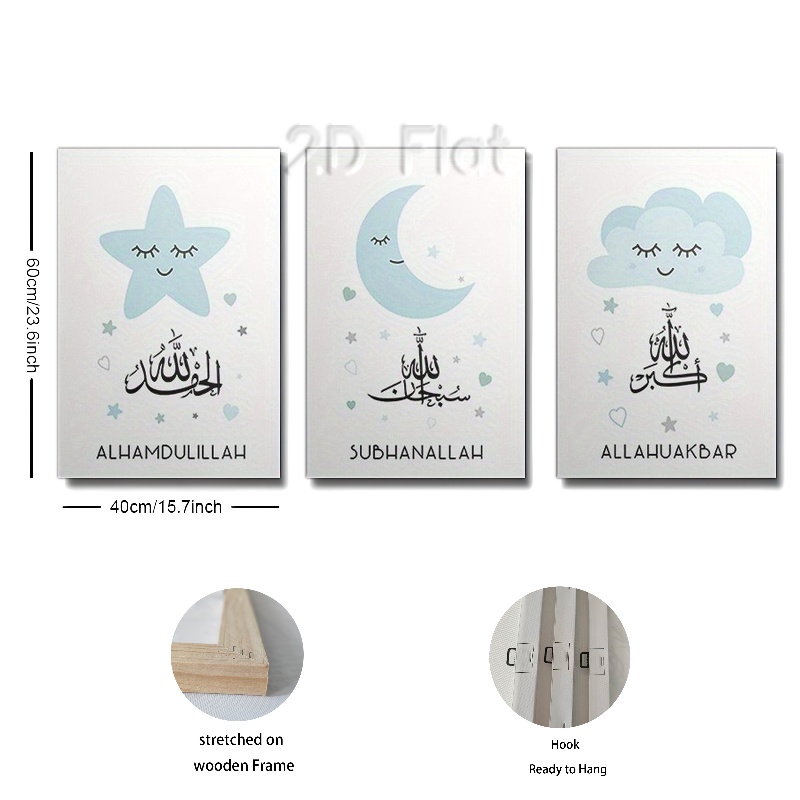 2.D Flat
60cm/23.6inch
الحمد لله
ALHAMDULILLAH
سبحان الله
SUBHANALLAH
الله أكبر
ALLAHUAKBAR
40cm/15.7inch
stretched on
wooden Frame
Hook
Ready to Hang